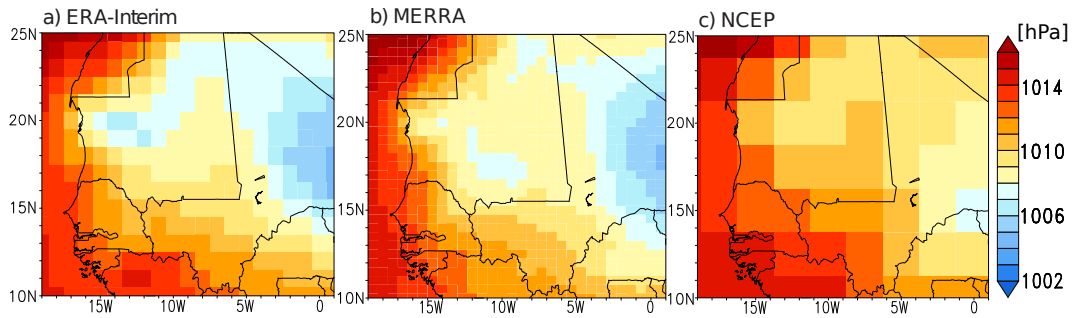 a) ERA-Interim
b) MERRA
c) NCEP
[hPa]
25N
20N
15N
10N
15W
10W
5W
0
25N
20N
15N
10N
15W
10W
5W
0
25N
20N
15N
10N
15W
10W
5W
0
1014
1010
1006
1002